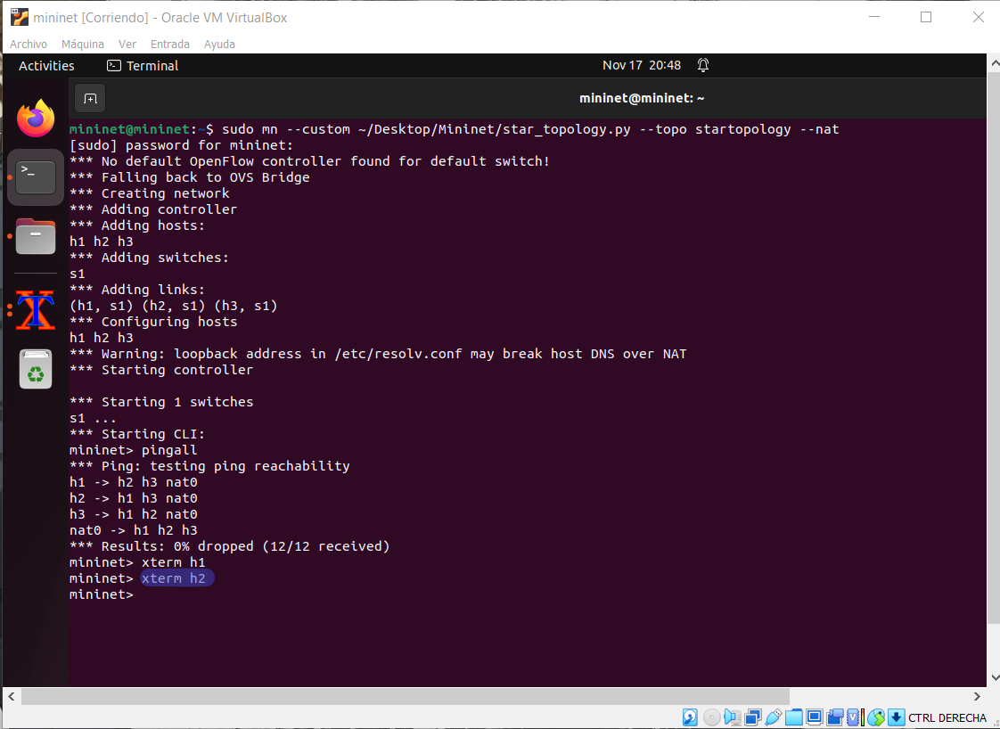 mininet [Corriendo] - Oracle VM VirtualBox
Archivo Máquina Ver Entrada Ayuda
Activities Terminal Nov 17 20:48
mininet@mininet: ~
mininet@mininet:~$ sudo mn --custom ~/Desktop/Mininet/star_topology.py --topo startopology --nat
[sudo] password for mininet:
*** No default OpenFlow controller found for default switch!
*** Falling back to OVS Bridge
*** Creating network
*** Adding controller
*** Adding hosts:
h1 h2 h3
*** Adding switches:
s1
*** Adding links:
(h1, s1) (h2, s1) (h3, s1)
*** Configuring hosts
h1 h2 h3
*** Warning: loopback address in /etc/resolv.conf may break host DNS over NAT
*** Starting controller
*** Starting 1 switches
s1 ...
*** Starting CLI:
mininet> pingall
*** Ping: testing ping reachability
h1 -> h2 h3 nat0
h2 -> h1 h3 nat0
h3 -> h1 h2 nat0
nat0 -> h1 h2 h3
*** Results: 0% dropped (12/12 received)
mininet> xterm h1
mininet> xterm h2
mininet>
CTRL DERECHA